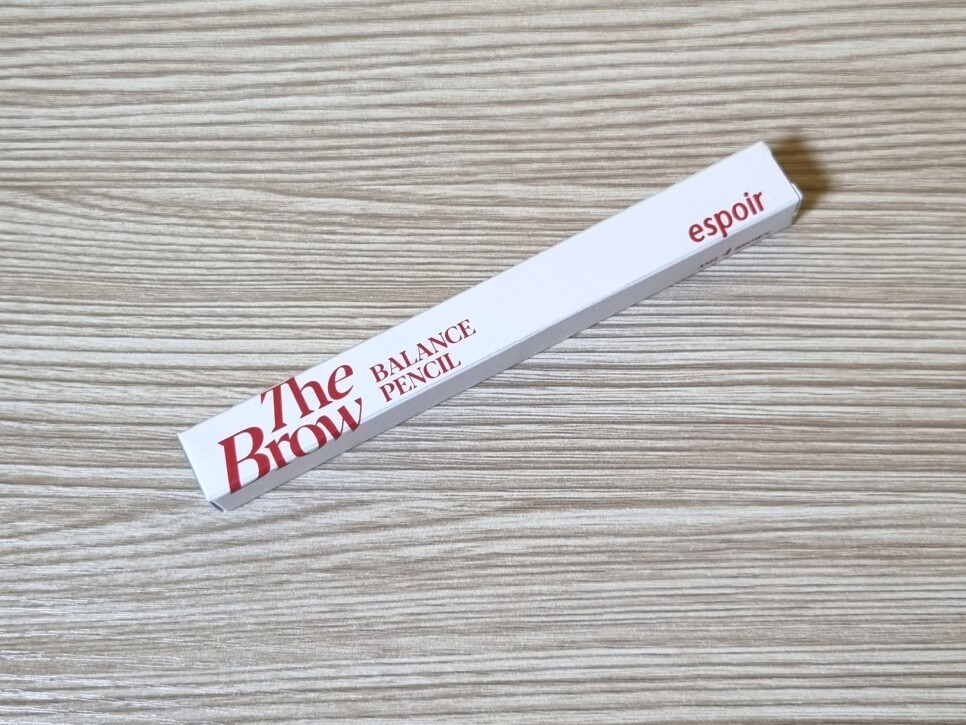 The
Brow
BALANCE
PENCIL
espoir